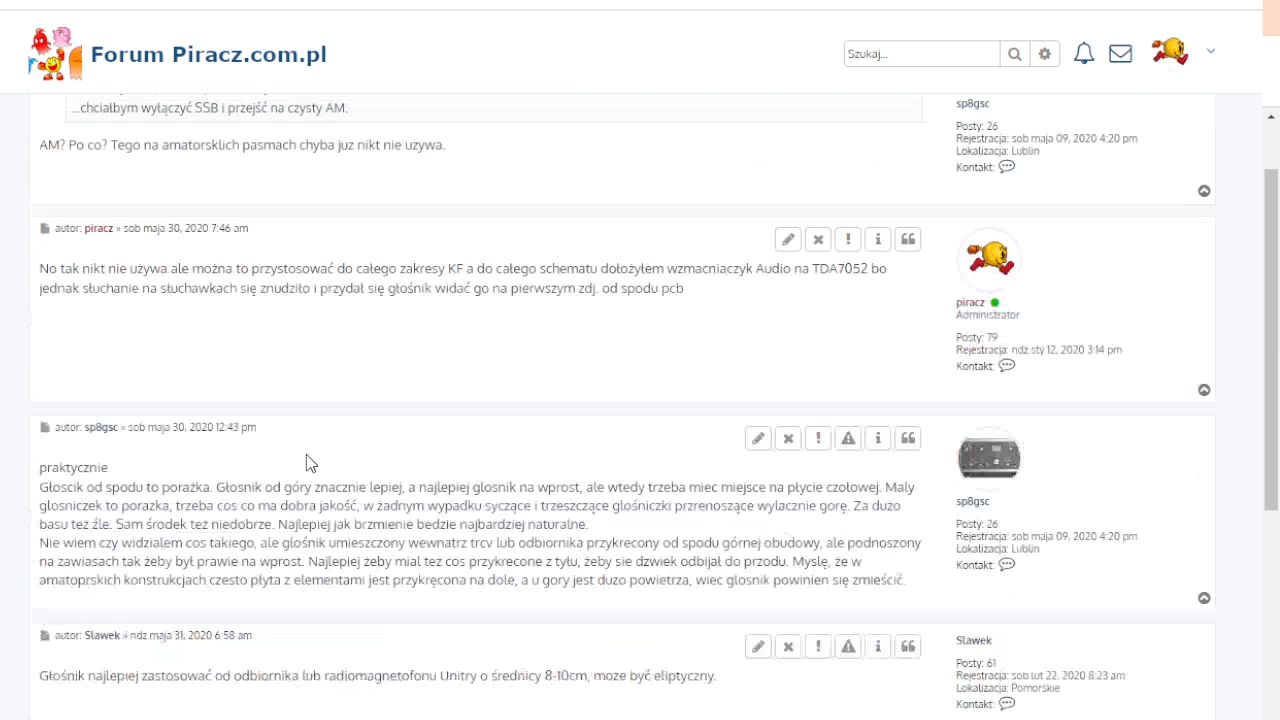 Forum Piracz.com.pl
Szukaj...
...chciałbym wyłączyć SSB i przejść na czysty AM.
AM? Po co? Tego na amatorsklich pasmach chyba juz nikt nie uzywa.
sp8gsc
Posty: 26
Rejestracja: sob maja 09, 2020 4:20 pm
Lokalizacja: Lublin
Kontakt:
autor: piracz » sob maja 30, 2020 7:46 am
No tak nikt nie używa ale można to przystosować do całego zakresy KF a do całego schematu dołożyłem wzmacniaczyk Audio na TDA7052 bo
jednak słuchanie na słuchawkach się znudziło i przydał się głośnik widać go na pierwszym zdj. od spodu pcb
piracz
Administrator
Posty: 79
Rejestracja: ndz sty 12, 2020 3:14 pm
Kontakt:
autor: sp8gsc » sob maja 30, 2020 12:43 pm
praktycznie
Głoscik od spodu to porażka. Głosnik od góry znacznie lepiej, a najlepiej glosnik na wprost, ale wtedy trzeba miec miejsce na płycie czołowej. Maly
glosniczek to porazka, trzeba cos co ma dobra jakość, w żadnym wypadku syczące i trzeszczące glośniczki przrenoszące wylacznie gorę. Za dużo
basu też źle. Sam środek też niedobrze. Najlepiej jak brzmienie bedzie najbardziej naturalne.
Nie wiem czy widzialem cos takiego, ale głośnik umieszczony wewnatrz trcv lub odbiornika przykrecony od spodu górnej obudowy, ale podnoszony
na zawiasach tak żeby był prawie na wprost. Najlepiej żeby mial tez cos przykrecone z tyłu, żeby sie dzwiek odbijał do przodu. Myslę, że w
amatoprskich konstrukcjach czesto płyta z elementami jest przykręcona na dole, a u gory jest duzo powietrza, wiec glosnik powinien się zmieścić.
sp8gsc
Posty: 26
Rejestracja: sob maja 09, 2020 4:20 pm
Lokalizacja: Lublin
Kontakt:
autor: Slawek » ndz maja 31, 2020 6:58 am
Głośnik najlepiej zastosować od odbiornika lub radiomagnetofonu Unitry o średnicy 8-10cm, moze być eliptyczny.
Slawek
Posty: 61
Rejestracja: sob lut 22, 2020 8:23 am
Lokalizacja: Pomorskie
Kontakt: